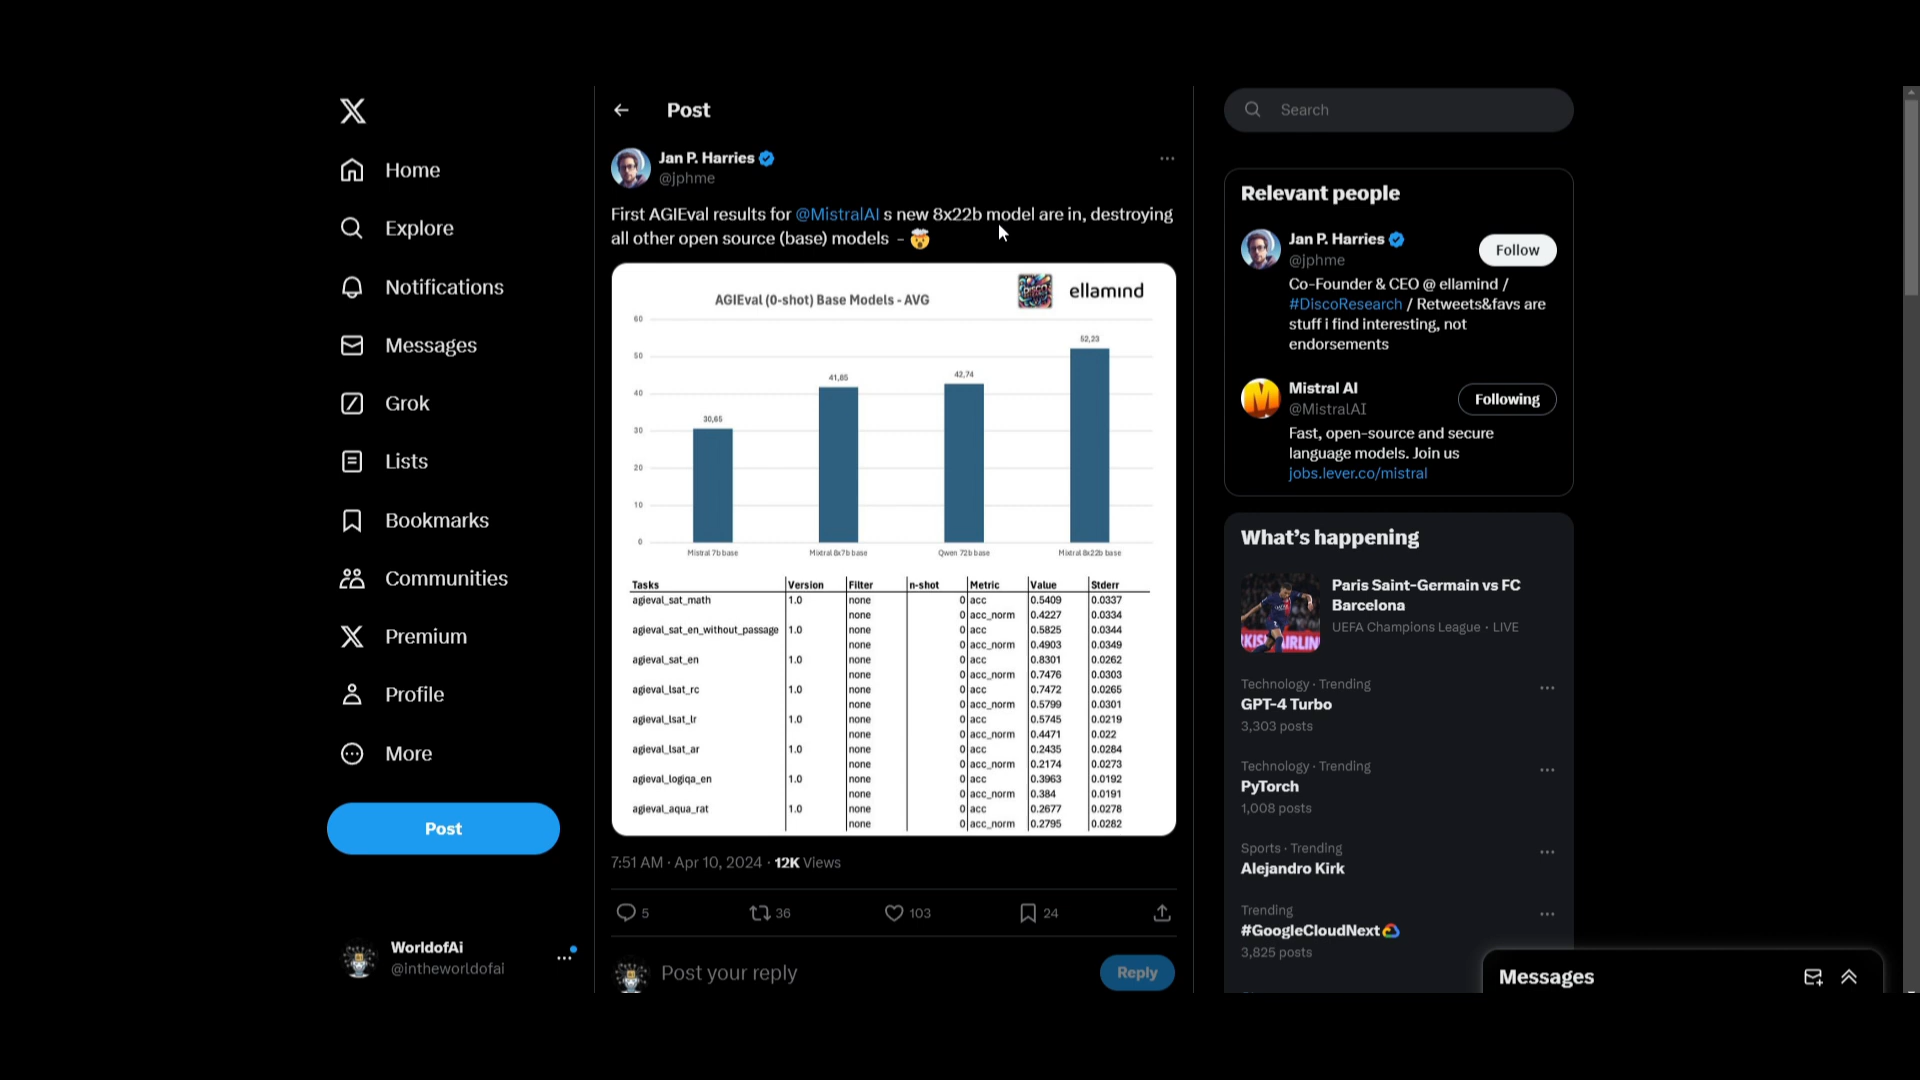 Home
Explore
Notifications
Messages
Grok
Lists
Bookmarks
Communities
Premium
Profile
More
Post
WorldofAi
@intheworldofai
Post
Jan P. Harries
@jphme
First AGIEval results for @MistralAI s new 8x22b model are in, destroying
all other open source (base) models - 🤯
AGIEval (0-shot) Base Models - AVG
ellamind
60
50
40
30
20
10
0
30,65
41,85
42,74
52,23
Mistral 7b base
Mixtral 8x7b base
Qwen 72b base
Mixtral 8x22b base
Tasks Version Filter n-shot Metric Value Stderr
agieval_sat_math 1.0 none 0 acc 0.5409 0.0337
none 0 acc_norm 0.4227 0.0334
agieval_sat_en_without_passage 1.0 none 0 acc 0.5825 0.0344
none 0 acc_norm 0.4903 0.0349
agieval_sat_en 1.0 none 0 acc 0.8301 0.0262
none 0 acc_norm 0.7476 0.0303
agieval_lsat_rc 1.0 none 0 acc 0.7472 0.0265
none 0 acc_norm 0.5799 0.0301
agieval_lsat_lr 1.0 none 0 acc 0.5745 0.0219
none 0 acc_norm 0.4471 0.022
agieval_lsat_ar 1.0 none 0 acc 0.2435 0.0284
none 0 acc_norm 0.2174 0.0273
agieval_logiqa_en 1.0 none 0 acc 0.3963 0.0192
none 0 acc_norm 0.384 0.0191
agieval_aqua_rat 1.0 none 0 acc 0.2677 0.0278
none 0 acc_norm 0.2795 0.0282
7:51 AM · Apr 10, 2024 · 12K Views
5 36 103 24
Post your reply
Reply
Search
Relevant people
Jan P. Harries
@jphme
Follow
Co-Founder & CEO @ ellamind /
#DiscoResearch / Retweets&favs are
stuff i find interesting, not
endorsements
Mistral AI
@MistralAI
Following
Fast, open-source and secure
language models. Join us
jobs.lever.co/mistral
What's happening
Paris Saint-Germain vs FC
Barcelona
UEFA Champions League · LIVE
Technology · Trending
GPT-4 Turbo
3,303 posts
Technology · Trending
PyTorch
1,008 posts
Sports · Trending
Alejandro Kirk
Trending
#GoogleCloudNext
3,825 posts
Messages